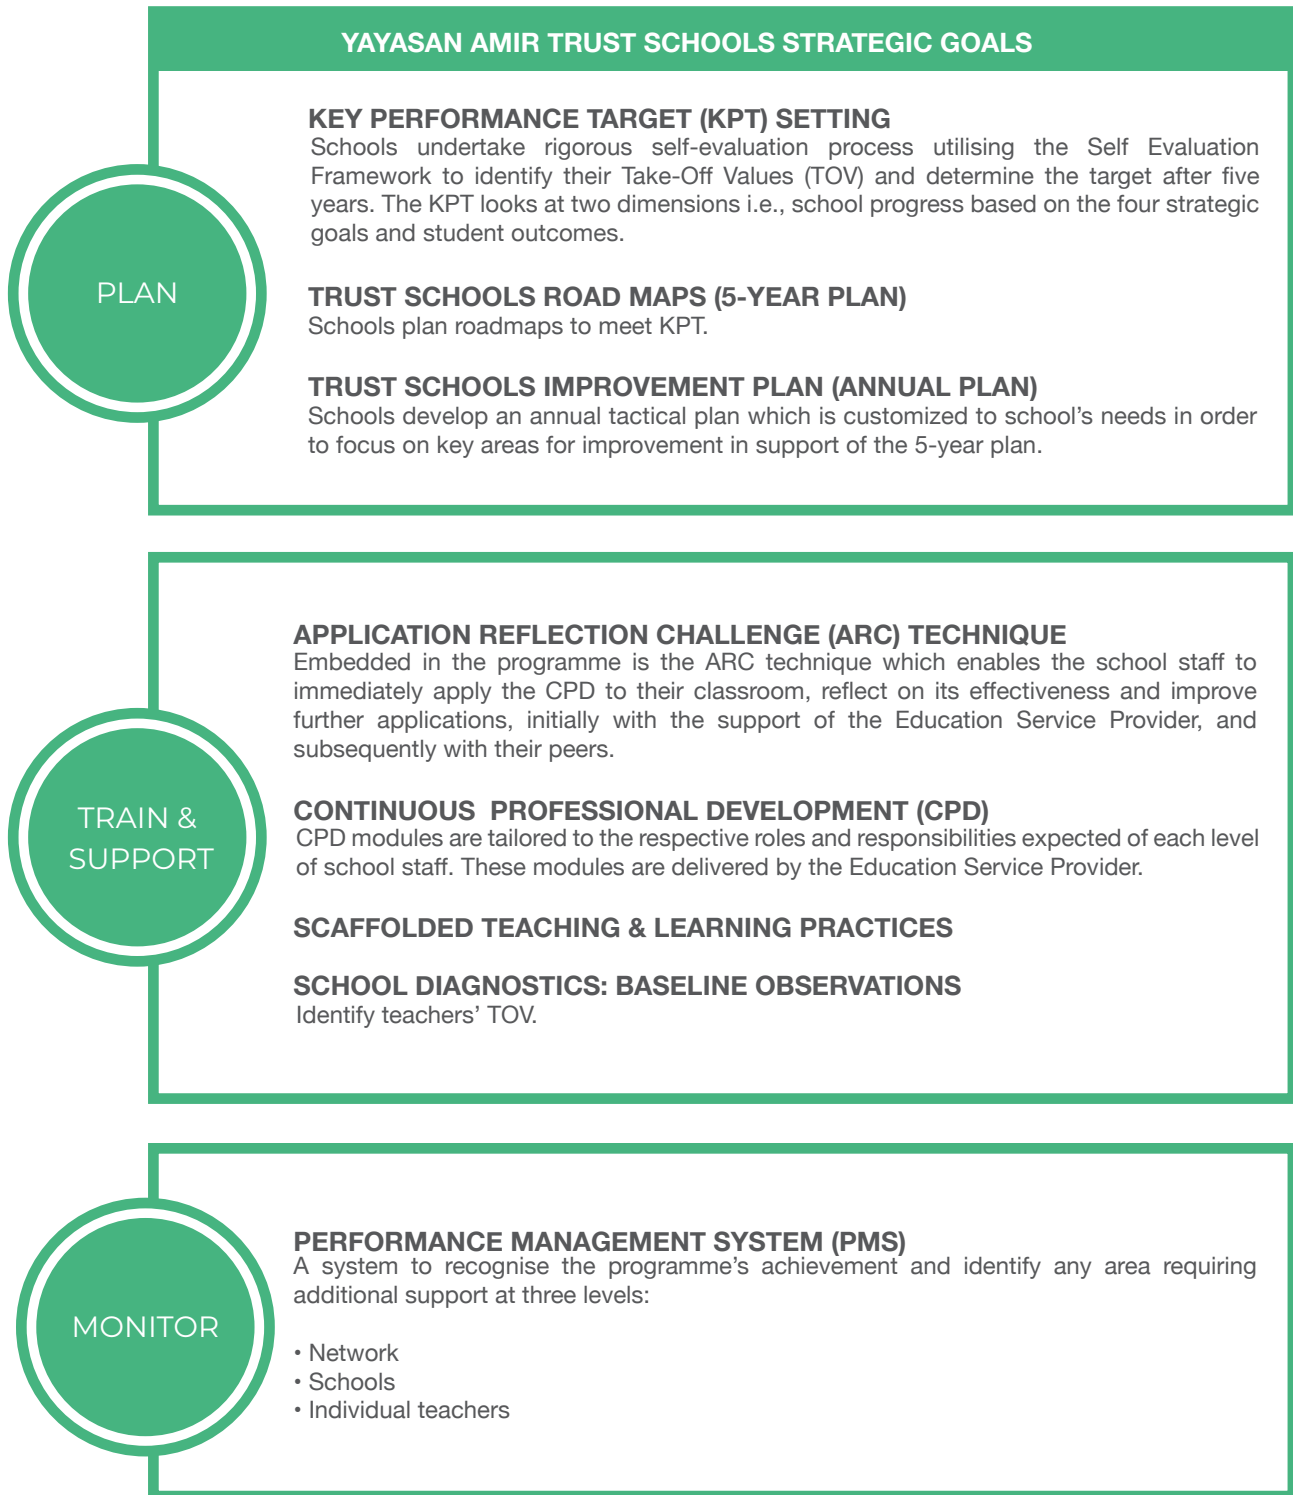 YAYASAN AMIR TRUST SCHOOLS STRATEGIC GOALS
PLAN
KEY PERFORMANCE TARGET (KPT) SETTING
Schools undertake rigorous self-evaluation process utilising the Self Evaluation
Framework to identify their Take-Off Values (TOV) and determine the target after five
years. The KPT looks at two dimensions i.e., school progress based on the four strategic
goals and student outcomes.
TRUST SCHOOLS ROAD MAPS (5-YEAR PLAN)
Schools plan roadmaps to meet KPT.
TRUST SCHOOLS IMPROVEMENT PLAN (ANNUAL PLAN)
Schools develop an annual tactical plan which is customized to school's needs in order
to focus on key areas for improvement in support of the 5-year plan.
TRAIN &
SUPPORT
APPLICATION REFLECTION CHALLENGE (ARC) TECHNIQUE
Embedded in the programme is the ARC technique which enables the school staff to
immediately apply the CPD to their classroom, reflect on its effectiveness and improve
further applications, initially with the support of the Education Service Provider, and
subsequently with their peers.
CONTINUOUS PROFESSIONAL DEVELOPMENT (CPD)
CPD modules are tailored to the respective roles and responsibilities expected of each level
of school staff. These modules are delivered by the Education Service Provider.
SCAFFOLDED TEACHING & LEARNING PRACTICES
SCHOOL DIAGNOSTICS: BASELINE OBSERVATIONS
Identify teachers' TOV.
MONITOR
PERFORMANCE MANAGEMENT SYSTEM (PMS)
A system to recognise the programme's achievement and identify any area requiring
additional support at three levels:
• Network
• Schools
• Individual teachers